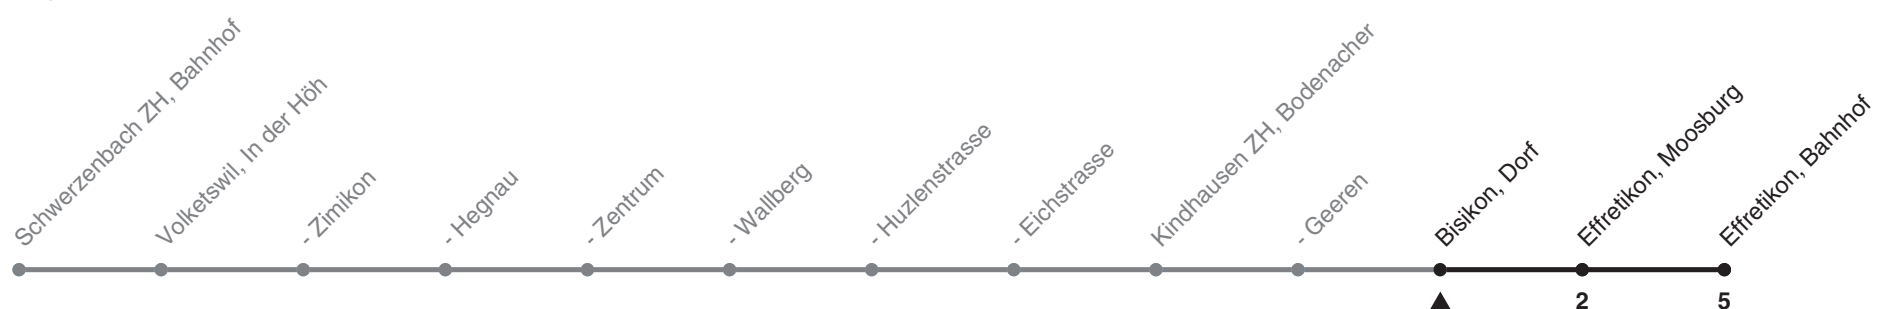 Schwerzenbach ZH, Bahnhof
Volketswil, In der Höh
- Zimikon
- Hegnau
- Zentrum
- Wallberg
- Huzlenstrasse
- Eichstrasse
Kindhausen ZH, Bodenacher
- Geeren
Bisikon, Dorf
Effretikon, Moosburg
Effretikon, Bahnhof
2
5